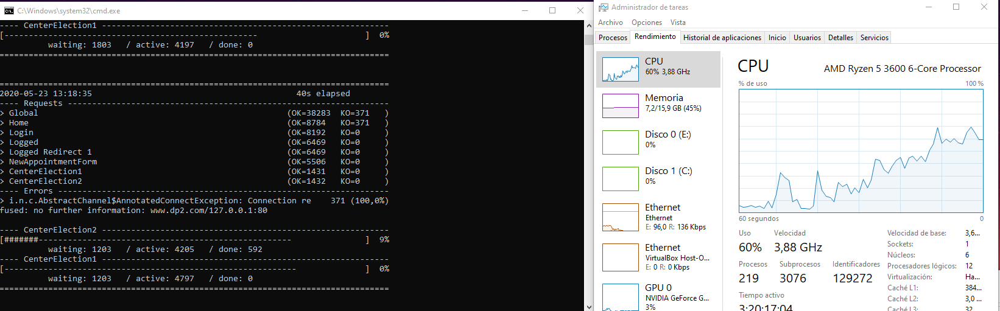 C:\Windows\system32\cmd.exe
---- CenterElection1 ------------------------------------------------------------
[-----------------------------------------------------                       ]  0%
waiting: 1803   / active: 4197   / done: 0
================================================================================
================================================================================
2020-05-23 13:18:35                                          40s elapsed
---- Requests ------------------------------------------------------------------
> Global                                                   (OK=38283  KO=371   )
> Home                                                     (OK=8784   KO=371   )
> Login                                                    (OK=8192   KO=0     )
> Logged                                                   (OK=6469   KO=0     )
> Logged Redirect 1                                        (OK=6469   KO=0     )
> NewAppointmentForm                                       (OK=5506   KO=0     )
> CenterElection1                                          (OK=1431   KO=0     )
> CenterElection2                                          (OK=1432   KO=0     )
---- Errors --------------------------------------------------------------------
> i.n.c.AbstractChannel$AnnotatedConnectException: Connection re    371 (100,0%)
fused: no further information: www.dp2.com/127.0.0.1:80
---- CenterElection2 ------------------------------------------------------------
[#######-----------------------------------------------------                ]  9%
waiting: 1203   / active: 4205   / done: 592
---- CenterElection1 ------------------------------------------------------------
[-------------------------------------------------------------               ]  0%
waiting: 1203   / active: 4797   / done: 0
================================================================================
Administrador de tareas
Archivo Opciones Vista
Procesos Rendimiento Historial de aplicaciones Inicio Usuarios Detalles Servicios
CPU
60% 3,88 GHz
Memoria
7,2/15,9 GB (45%)
Disco 0 (E:)
0%
Disco 1 (C:)
0%
Ethernet
Ethernet
E: 96,0 R: 136 Kbps
Ethernet
VirtualBox Host-O...
E: 0 R: 0 Kbps
GPU 0
NVIDIA GeForce G...
3%
CPU AMD Ryzen 5 3600 6-Core Processor
% de uso 100 %
60 segundos 0
Uso Velocidad
60% 3,88 GHz
Procesos Subprocesos Identificadores
219 3076 129272
Tiempo activo
3:20:17:04
Velocidad de base: 3,6...
Sockets: 1
Núcleos: 6
Procesadores lógicos: 12
Virtualización: Ha...
Caché L1: 384...
Caché L2: 3,0 ...
Caché L3: 32